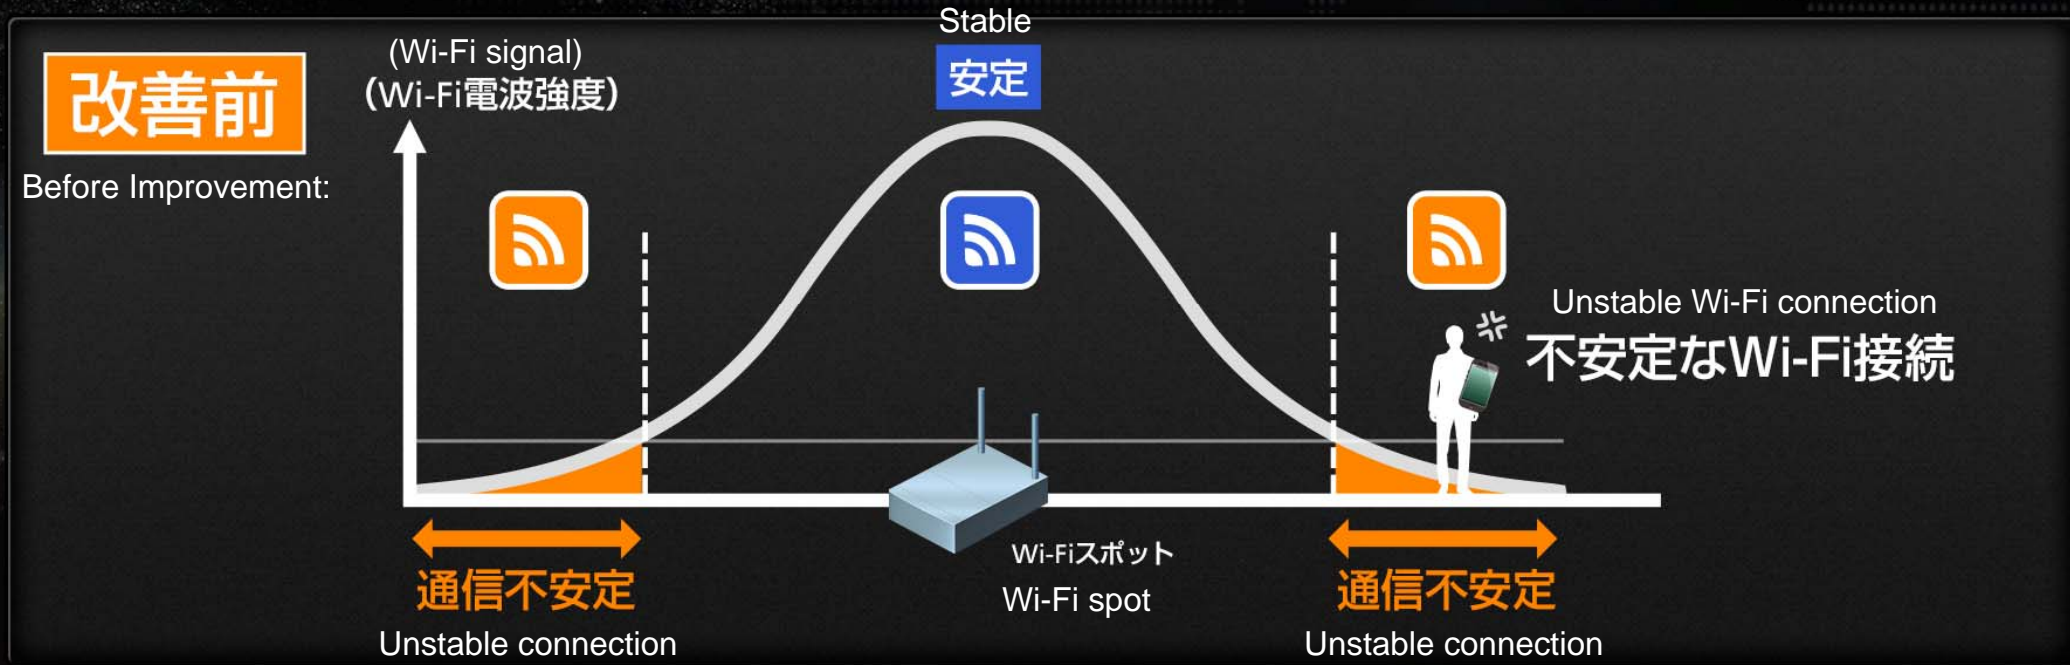 Stable
安定
(Wi-Fi signal)
(Wi-Fi電波強度)
改善前
Before Improvement:
Unstable Wi-Fi connection
不安定なWi-Fi接続
Wi-Fiスポット
Wi-Fi spot
通信不安定
Unstable connection
通信不安定
Unstable connection